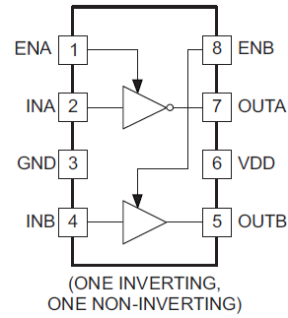 ENA 1 8 ENB
INA 2 7 OUTA
GND 3 6 VDD
INB 4 5 OUTB
(ONE INVERTING,
ONE NON-INVERTING)